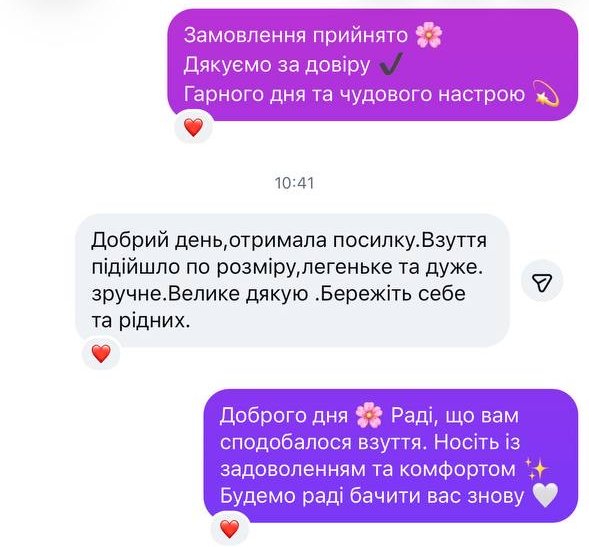 Замовлення прийнято 🌸
Дякуємо за довіру ✔️
Гарного дня та чудового настрою 💫
10:41
Добрий день,отримала посилку.Взуття
підійшло по розміру,легеньке та дуже.
зручне.Велике дякую .Бережіть себе
та рідних.
Доброго дня 🌸 Раді, що вам
сподобалося взуття. Носіть із
задоволенням та комфортом ✨
Будемо раді бачити вас знову 🤍